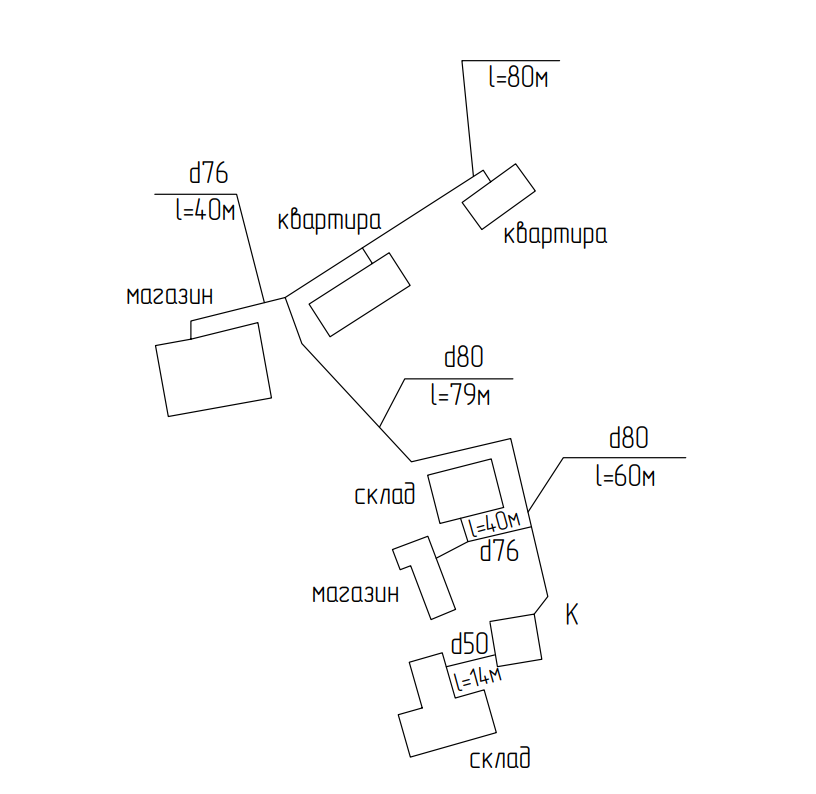 l=80м
d76
l=40м
квартира
квартира
магазин
d80
l=79м
d80
l=60м
склад
l=40м
d76
магазин
К
d50
l=14м
склад